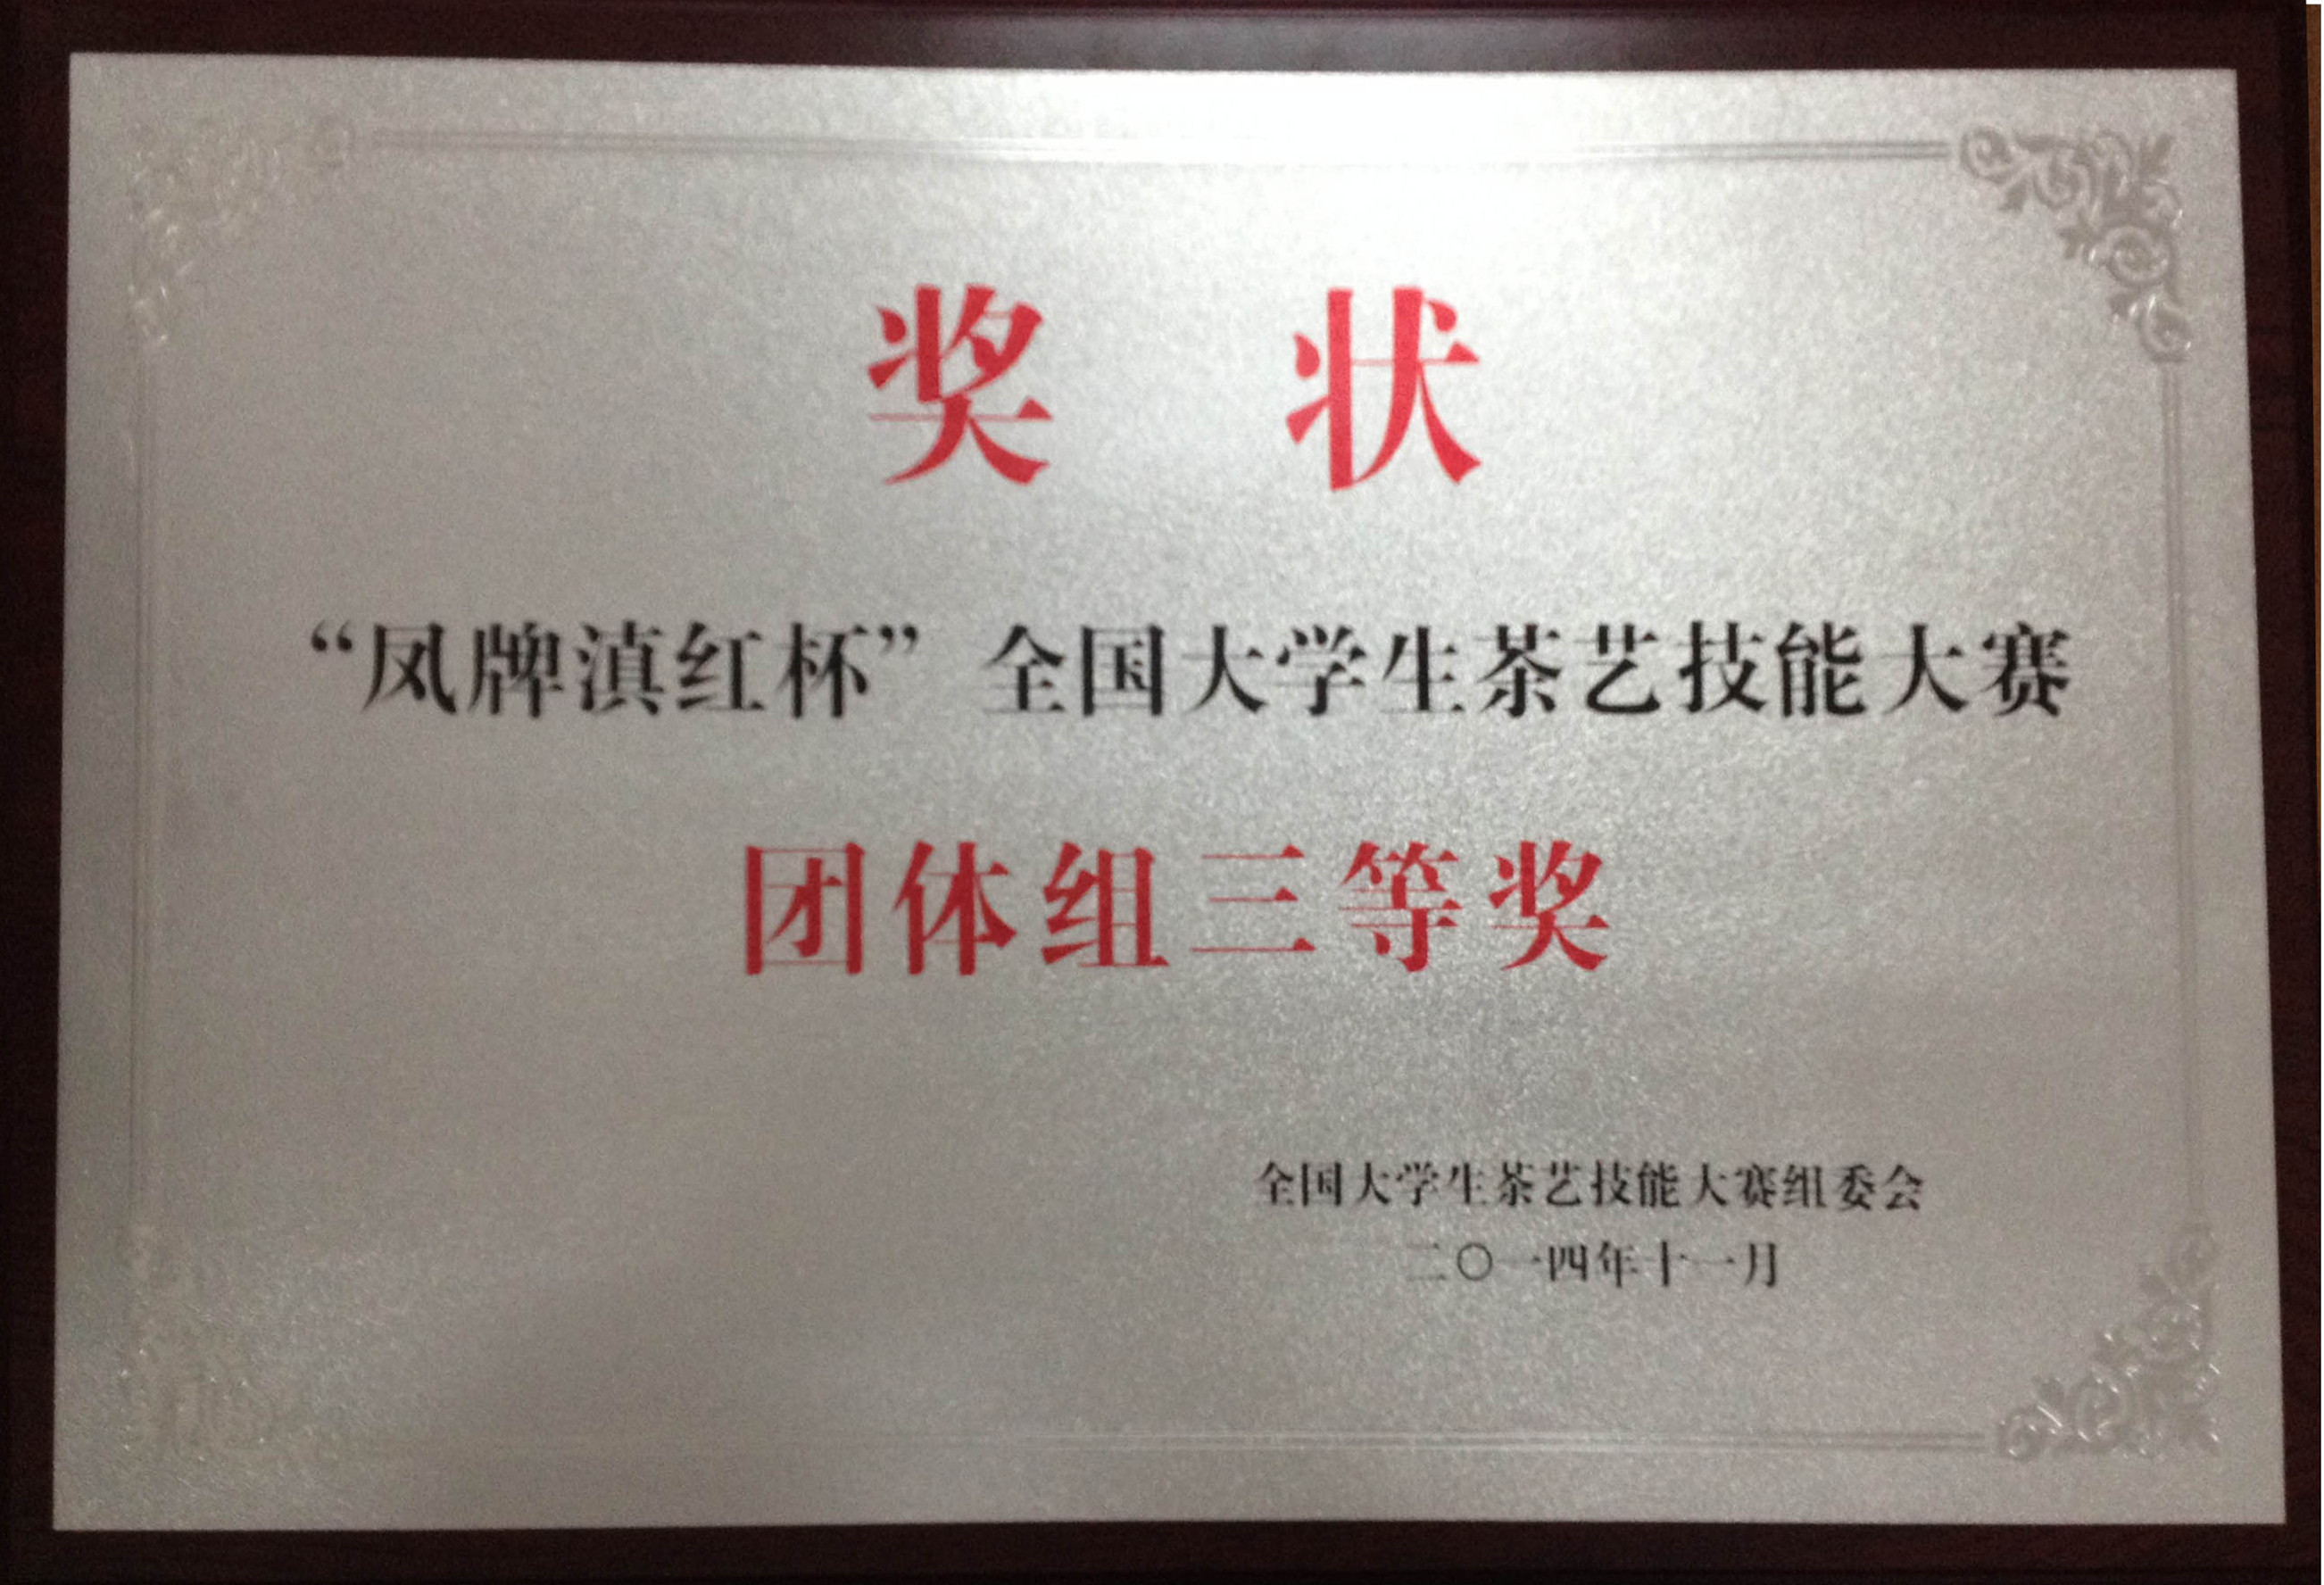 奖 状
“凤牌滇红杯”全国大学生茶艺技能大赛
团体组三等奖
全国大学生茶艺技能大赛组委会
二〇一四年十一月